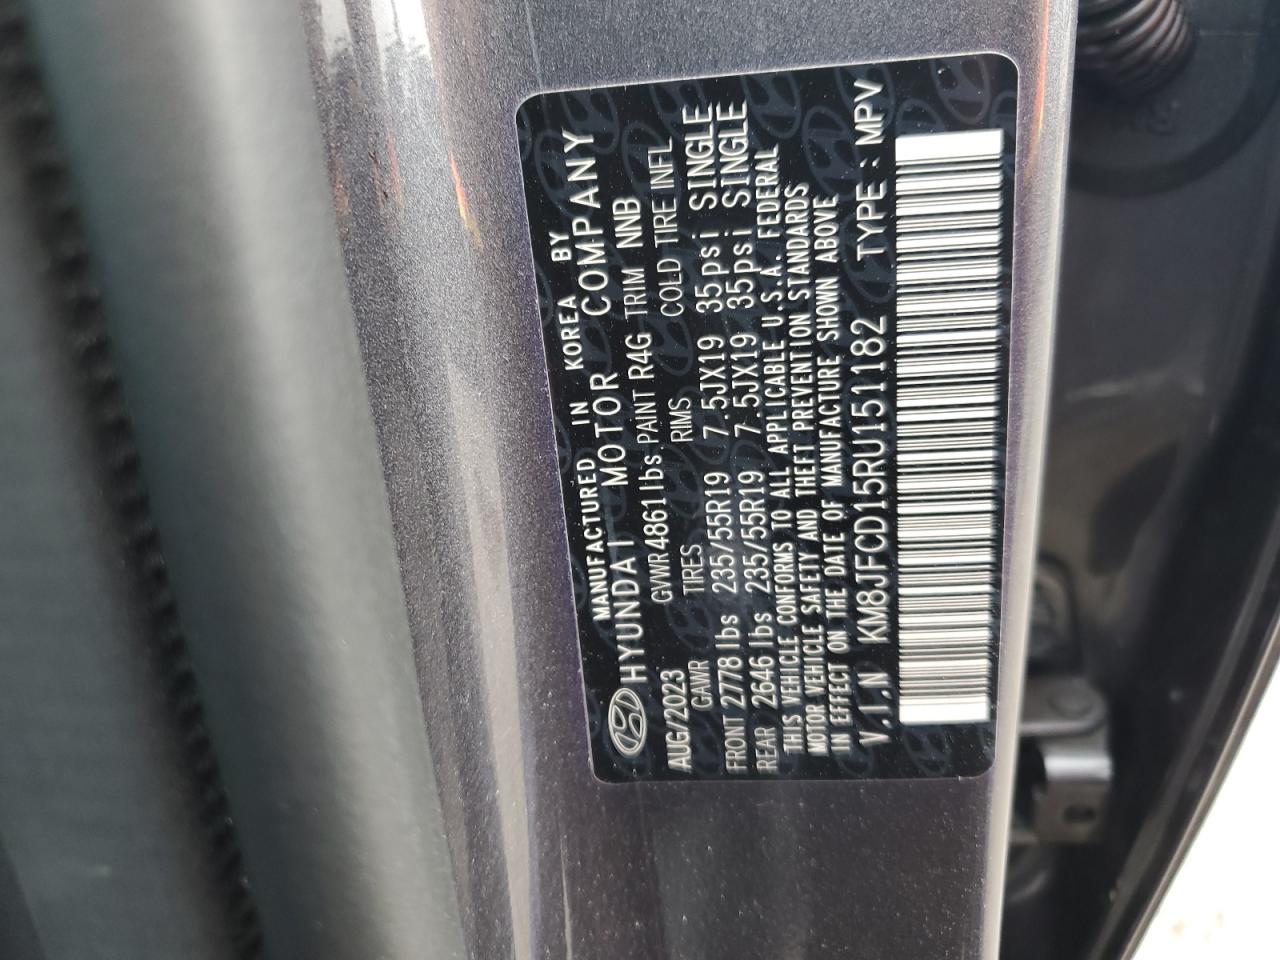 MANUFACTURED IN KOREA BY
HYUNDAI MOTOR COMPANY
AUG/2023 GVWR 4861lbs. PAINT R4G TRIM NNB
GAWR TIRES RIMS COLD TIRE INFL
FRONT 2778 lbs 235/55R19 7.5JX19 35psi SINGLE
REAR 2646 lbs 235/55R19 7.5JX19 35psi SINGLE
THIS VEHICLE CONFORMS TO ALL APPLICABLE U.S.A. FEDERAL
MOTOR VEHICLE SAFETY AND THEFT PREVENTION STANDARDS
IN EFFECT ON THE DATE OF MANUFACTURE SHOWN ABOVE
V.I.N KM8JFCD15RU151182 TYPE : MPV